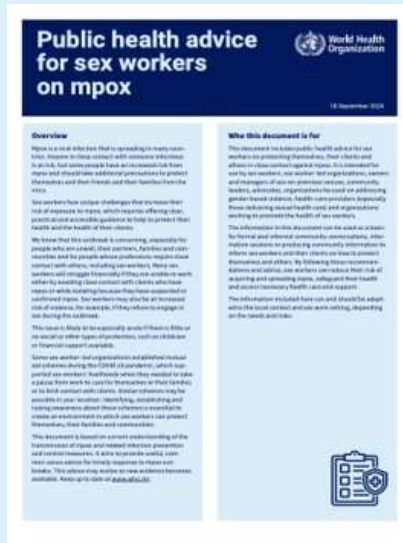 Public health advice
for sex workers
on mpox
World Health
Organization
18 September 2024
Overview
Mpox is a viral infection that is spreading in many coun-
tries. Anyone in close contact with someone infectious
is at risk, but some people have an increased risk from
mpox and should take additional precautions to protect
themselves and their friends and their families from the
virus.
Sex workers face unique challenges that increase their
risk of exposure to mpox, which requires offering clear,
practical and accessible guidance to help to protect their
health and the health of their clients.
We know that this outbreak is concerning, especially for
people who are unwell, their partners, families and com-
munities and for people whose professions require close
contact with others, including sex workers. Many sex
workers will struggle financially if they are unable to work
either by avoiding close contact with clients who have
mpox or while isolating because they have suspected or
confirmed mpox. Sex workers may also be at increased
risk of violence, for example, if they refuse to engage in
sex during the outbreak.
This issue is likely to be especially acute if there is little or
no social or other types of protection, such as childcare
or financial support available.
Some sex worker-led organizations established mutual
aid schemes during the COVID-19 pandemic, which sup-
ported sex workers' livelihoods when they needed to take
a pause from work to care for themselves or their families,
or to limit contact with clients. Similar schemes may be
possible in your location. Identifying, establishing and
raising awareness about these schemes is essential to
create an environment in which sex workers can protect
themselves, their families and communities.
This document is based on current understanding of the
transmission of mpox and related infection prevention
and control measures. It aims to provide useful, com-
mon-sense advice for timely response to mpox out-
breaks. This advice may evolve as new evidence becomes
available. Keep up to date at www.who.int.
Who this document is for
This document includes public health advice for sex
workers on protecting themselves, their clients and
others in close contact against mpox. It is intended for
use by sex workers, sex worker-led organizations, owners
and managers of sex-on-premises venues, community
leaders, advocates, organizations focused on addressing
gender-based violence, health care providers (especially
those delivering sexual health care), and organizations
working to promote the health of sex workers.
The information in this document can be used as a basis
for formal and informal community conversations, infor-
mation sessions or producing community information to
inform sex workers and their clients on how to protect
themselves and others. By following these recommen-
dations and advice, sex workers can reduce their risk of
acquiring and spreading mpox, safeguard their health
and access necessary health care and support.
The information included here can and should be adapt-
ed to the local context and sex work setting, depending
on the needs and risks.